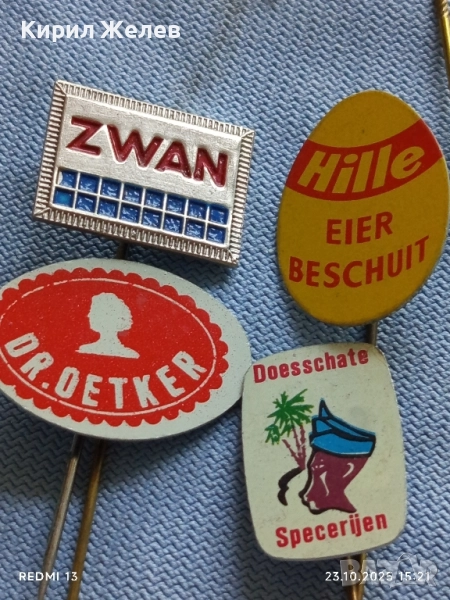 Кирил Желев
ZWAN
Hille
EIER
BESCHUIT
DR. OETKER
Doesschate
Specerijen
REDMI 13
23.10.2025 15:21